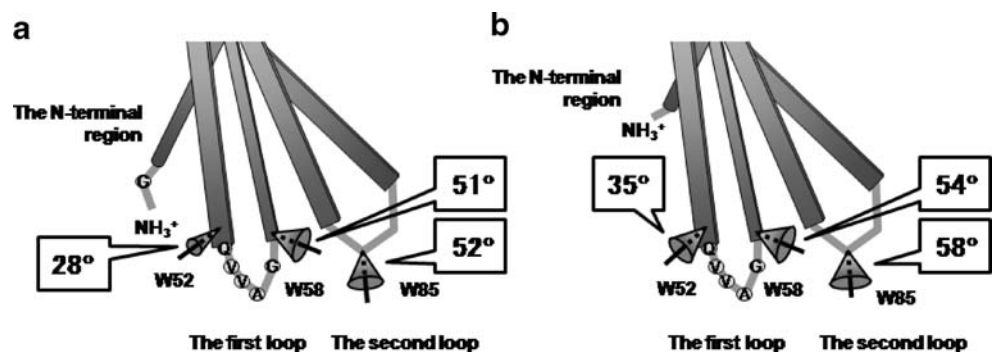 a
The N-terminal
region
G
NH₃⁺
28°
W52
Q
V
V
A
G
W58
51°
52°
W85
The first loop
The second loop
b
The N-terminal
region
NH₃⁺
35°
W52
Q
V
V
A
G
W58
54°
58°
W85
The first loop
The second loop